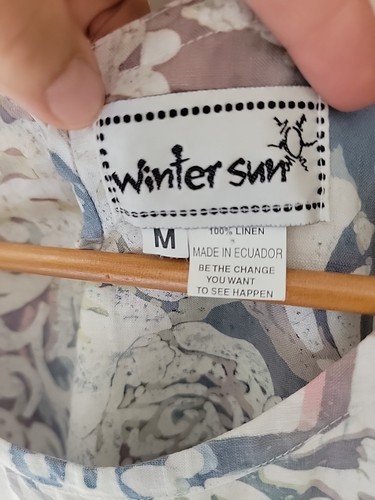 Winter sun
M
100% LINEN
MADE IN ECUADOR
BE THE CHANGE
YOU WANT
TO SEE HAPPEN